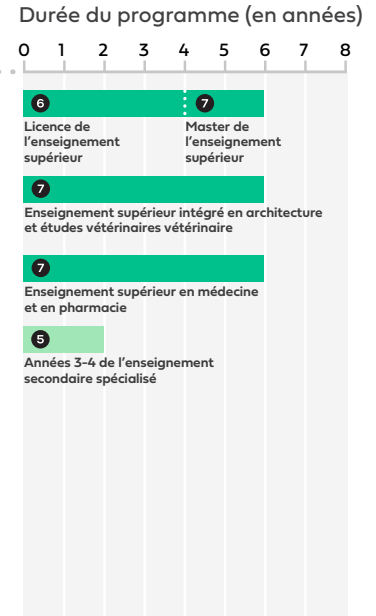 Durée du programme (en années)
0 1 2 3 4 5 6 7 8
6 7
Licence de
l'enseignement
supérieur
Master de
l'enseignement
supérieur
7
Enseignement supérieur intégré en architecture
et études vétérinaires vétérinaire
7
Enseignement supérieur en médecine
et en pharmacie
5
Années 3-4 de l'enseignement
secondaire spécialisé